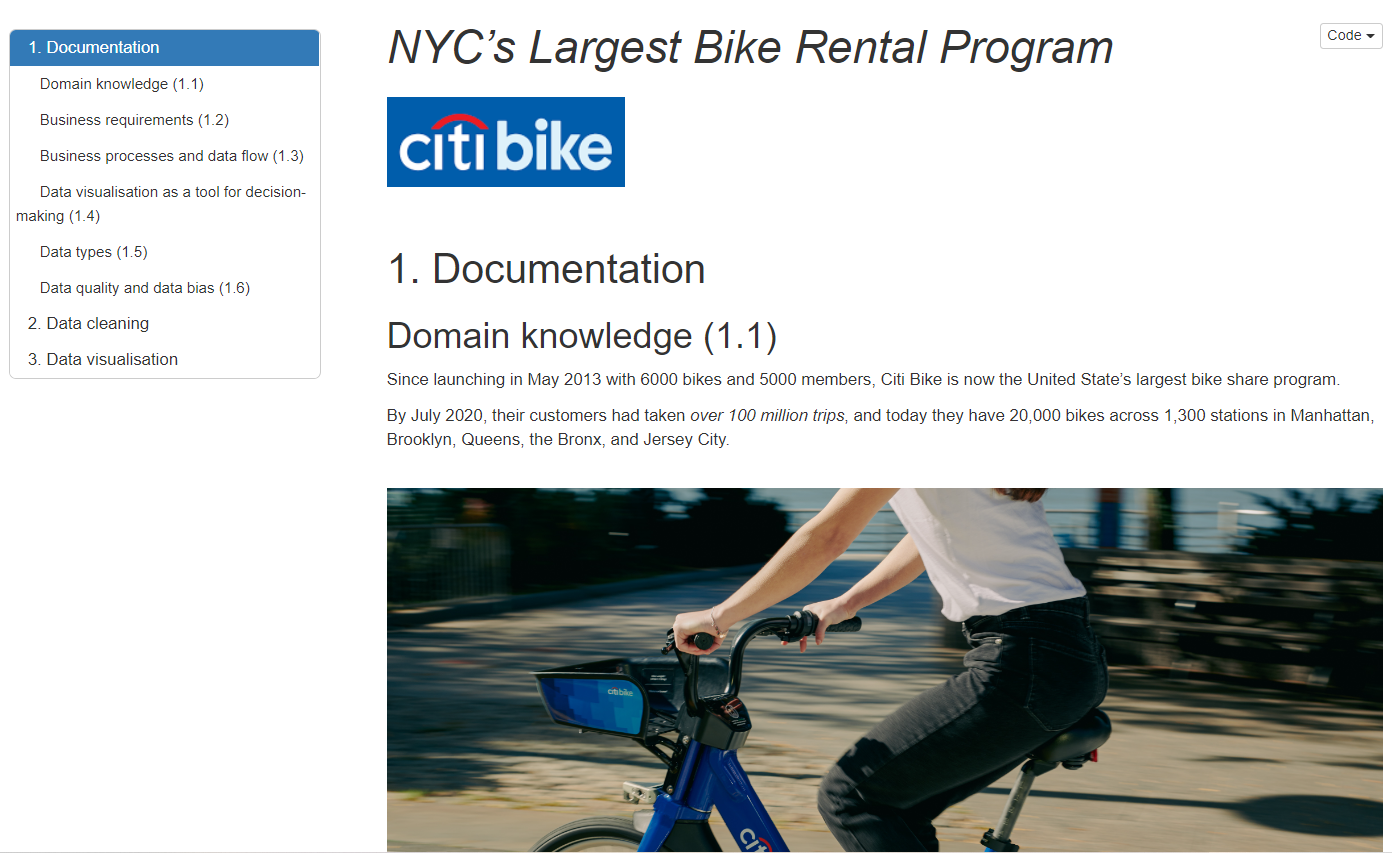 1. Documentation
Domain knowledge (1.1)
Business requirements (1.2)
Business processes and data flow (1.3)
Data visualisation as a tool for decision-
making (1.4)
Data types (1.5)
Data quality and data bias (1.6)
2. Data cleaning
3. Data visualisation
NYC’s Largest Bike Rental Program
Code
citi bike
1. Documentation
Domain knowledge (1.1)
Since launching in May 2013 with 6000 bikes and 5000 members, Citi Bike is now the United State’s largest bike share program.
By July 2020, their customers had taken over 100 million trips, and today they have 20,000 bikes across 1,300 stations in Manhattan,
Brooklyn, Queens, the Bronx, and Jersey City.
citi bike